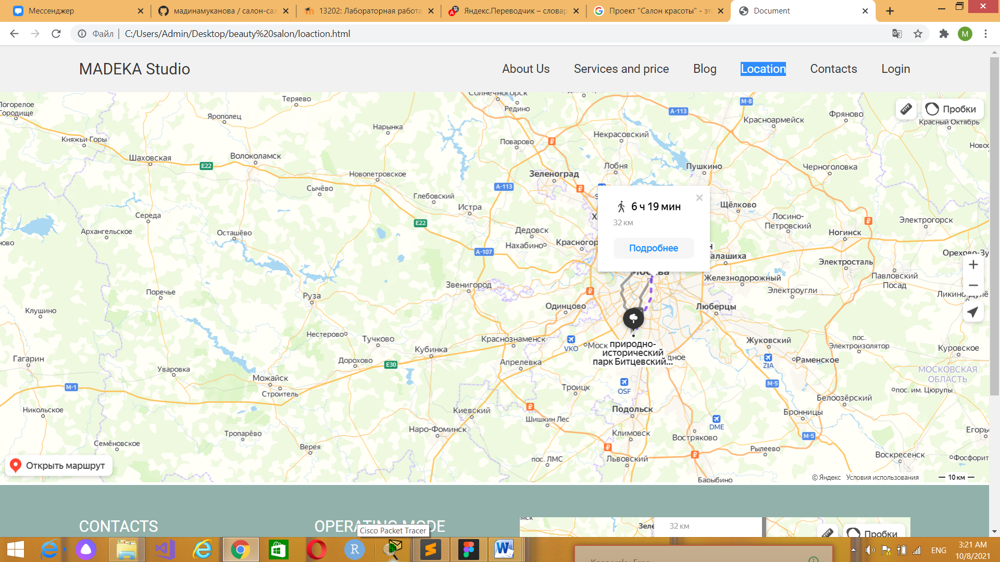 Мессенджер
мадинамуканова / салон-сал
13202: Лабораторная работа
Яндекс.Переводчик – словар
Проект "Салон красоты" - эт
Document
Файл
C:/Users/Admin/Desktop/beauty%20salon/loaction.html
M
MADEKA Studio
About Us
Services and price
Blog
Location
Contacts
Login
Солнечногорск
Теряево
Погорелое
Городище
Редино
М-8
А-113
Пробки
Ярополец
Фряново
Красноармейск
Красный Октябрь
Нарынка
Княжьи Горы
Поварово
Некрасовский
Шаховская
Волоколамск
E22
Новопетровское
Зеленоград
Лобня
Пушкино
Черноголовка
Сычёво
А-113
Глебовский
Истра
Щёлково
6 ч 19 мин
32 км
Подробнее
Середа
Лосино-
Петровский
Электрогорск
Архангельское
Осташёво
E22
Дедовск
Нахабино
Красногор
Ногинск
А-107
алашиха
Орехово-Зу
Электросталь
Москва
Железнодорожный
Павловский
Посад
Звенигород
Поречье
Руза
Электроугли
Одинцово
Люберцы
Клушино
Нестерово
Тучково
Краснознаменск
VKO
Моск
природно-
исторический
парк Битцевский...
дное
Жуковский
пос.
Электроизолятор
Куровское
Гагарин
Кубинка
Дорохово
E30
Апрелевка
ZIA
Раменское
Уваровка
МОСКОВСКАЯ
ОБЛАСТЬ
Можайск
М-1
Строитель
Троицк
OSF
М-5
пос. им. Цюрупы
Белоозёрский
Никольское
Киевский
Шишкин Лес
Подольск
Бронницы
DME
Тропарёво
Наро-Фоминск
Климовск
Востряково
М-5
Егорь
Семёновское
Верея
Рылеево
пос. ЛМС
Львовский
Воскресенск
Фосфорит
Открыть маршрут
Барыбино
© Яндекс
Условия использования
10 км
CONTACTS
OPERATING MODE
32 км
Пробки
Cisco Packet Tracer
ENG
3:21 AM
10/8/2021